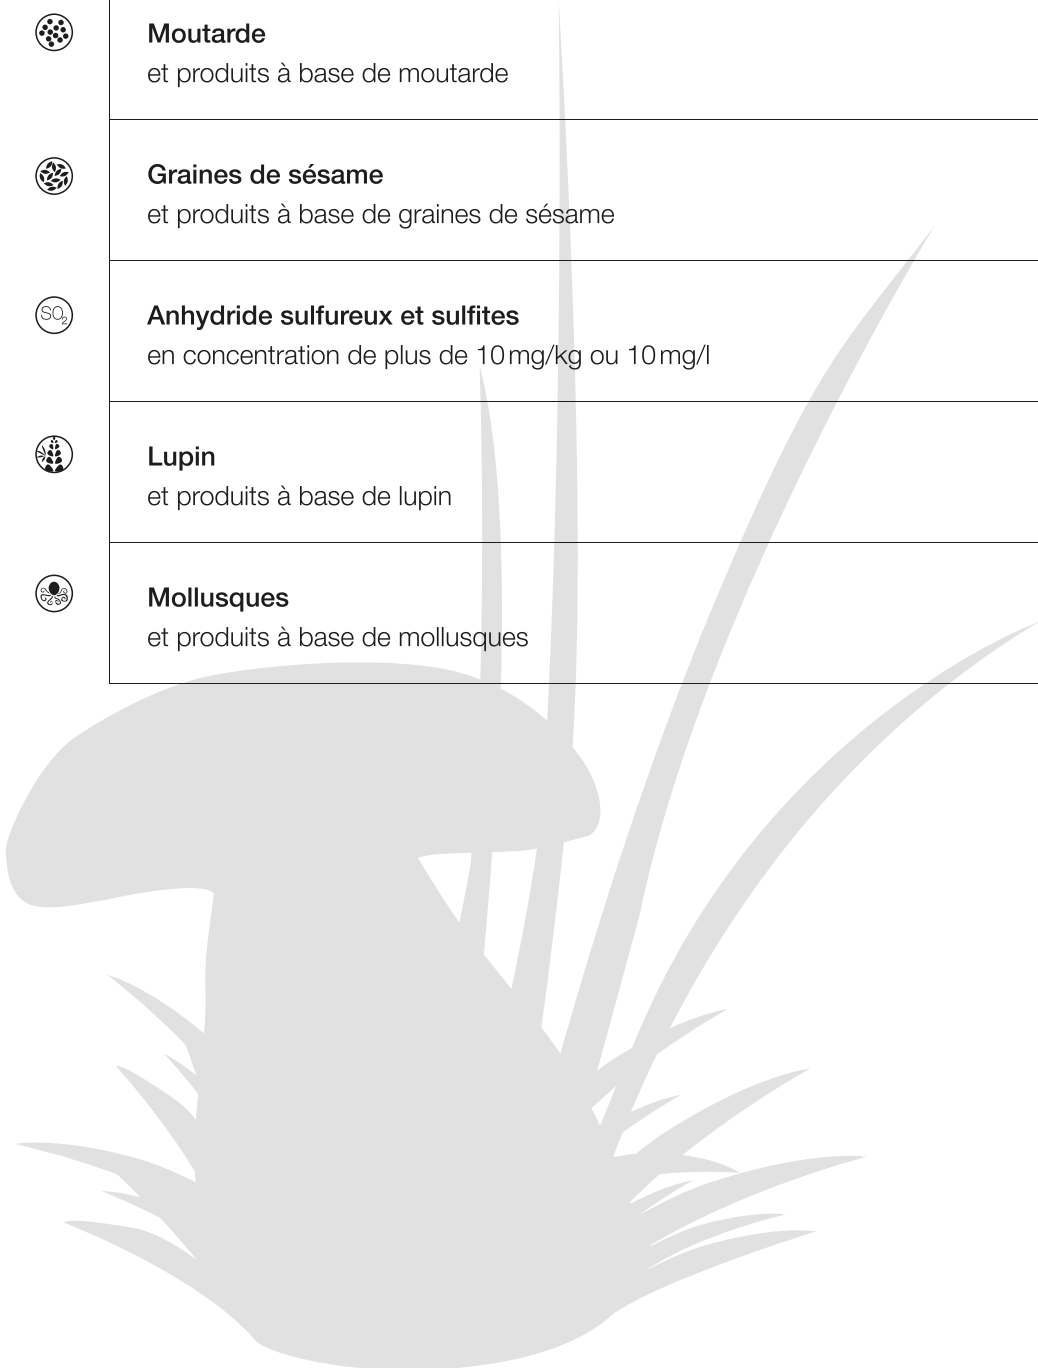 Moutarde
et produits à base de moutarde
Graines de sésame
et produits à base de graines de sésame
SO₂
Anhydride sulfureux et sulfites
en concentration de plus de 10 mg/kg ou 10 mg/l
Lupin
et produits à base de lupin
Mollusques
et produits à base de mollusques